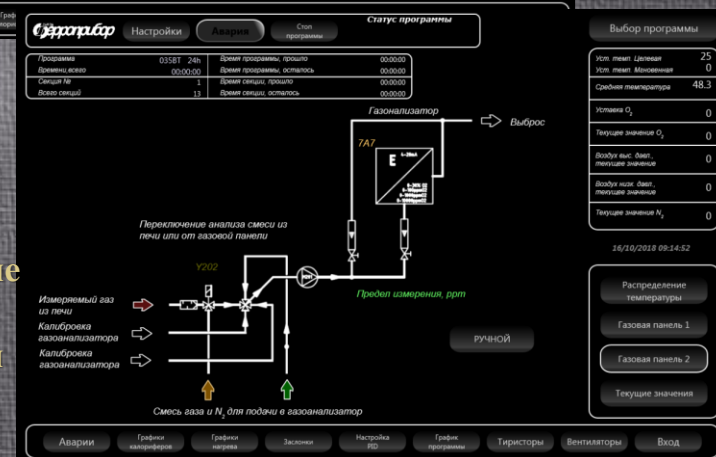 Ферроприбор
Настройки
Авария
Стоп
программы
Статус программы
Выбор программы
Программа 035ВТ 24h
Времени, всего 00:00:00
Секция № 1
Всего секций 13
Время программы, прошло 00:00:00
Время программы, осталось 00:00:00
Время секции, прошло 00:00:00
Время секции, осталось 00:00:00
Уст. темп. Целевая 25
Уст. темп. Мгновенная 0
Средняя температура 48.3
Уставка O₂ 0
Текущее значение O₂ 0
Воздух выс. давл.,
текущее значение 0
Воздух низк. давл.,
текущее значение 0
Текущее значение N₂ 0
16/10/2018 09:14:52
Газонализатор
Выброс
7A7
E
4-20mA
Переключение анализа смеси из
печи или от газовой панели
Y202
Предел измерения, ppm
Измеряемый газ
из печи
Калибровка
газоанализатора
Калибровка
газоанализатора
РУЧНОЙ
Смесь газа и N₂ для подачи в газоанализатор
Распределение
температуры
Газовая панель 1
Газовая панель 2
Текущие значения
Аварии
Графики
калориферов
Графики
нагрева
Заслонки
Настройка
PID
График
программы
Тиристоры
Вентиляторы
Вход